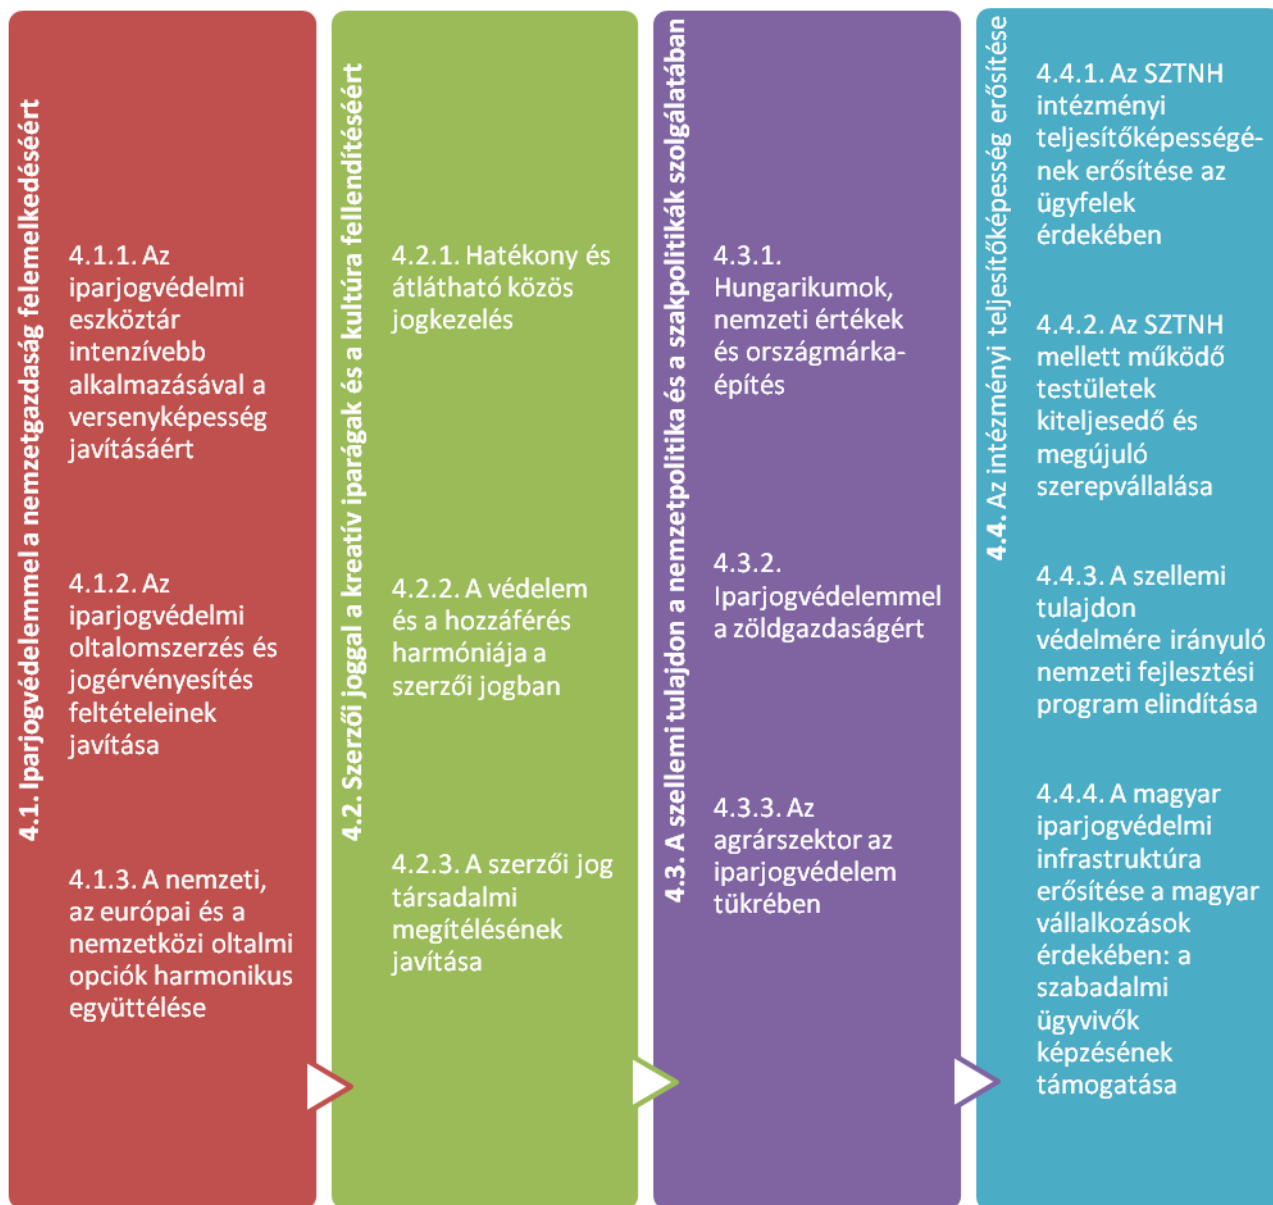 4.1. Iparjogvédelemmel a nemzetgazdaság felemelkedéséért
4.1.1. Az
iparjogvédelmi
eszköztár
intenzívebb
alkalmazásával a
versenyképesség
javításáért
4.1.2. Az
iparjogvédelmi
oltalomszerzés és
jogérvényesítés
feltételeinek
javítása
4.1.3. A nemzeti,
az európai és a
nemzetközi oltalmi
opciók harmonikus
együttélése
4.2. Szerzői joggal a kreatív iparágak és a kultúra fellendítéséért
4.2.1. Hatékony és
átlátható közös
jogkezelés
4.2.2. A védelem
és a hozzáférés
harmóniája a
szerzői jogban
4.2.3. A szerzői jog
társadalmi
megítélésének
javítása
4.3. A szellemi tulajdon a nemzetpolitika és a szakpolitikák szolgálatában
4.3.1.
Hungarikumok,
nemzeti értékek
és országmárka-
építés
4.3.2.
Iparjogvédelemmel
a zöldgazdaságért
4.3.3. Az
agrárszektor az
iparjogvédelem
tükrében
4.4. Az intézményi teljesítőképesség erősítése
4.4.1. Az SZTNH
intézményi
teljesítőképességé-
nek erősítése az
ügyfelek
érdekében
4.4.2. Az SZTNH
mellett működő
testületek
kiteljesedő és
megújuló
szerepvállalása
4.4.3. A szellemi
tulajdon
védelmére irányuló
nemzeti fejlesztési
program elindítása
4.4.4. A magyar
iparjogvédelmi
infrastruktúra
erősítése a magyar
vállalkozások
érdekében: a
szabadalmi
ügyvivők
képzésének
támogatása